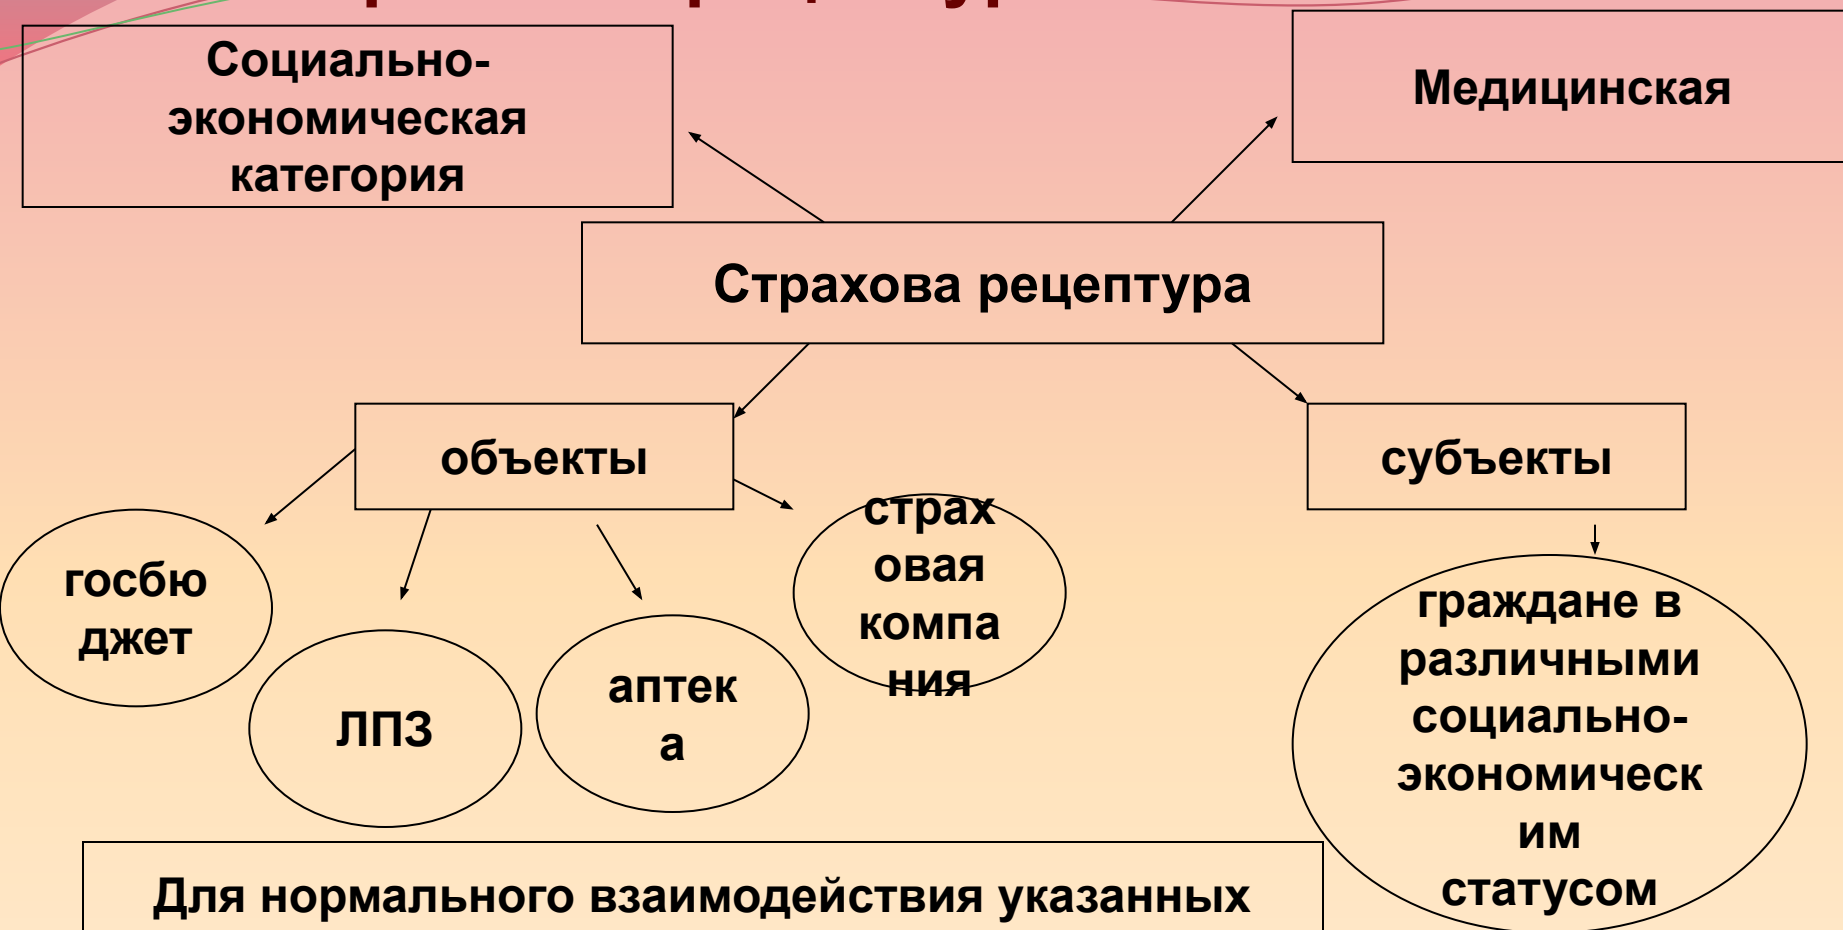 Социально-
экономическая
категория
Медицинская
Страхова рецептура
объекты
субъекты
госбю
джет
ЛПЗ
аптек
а
страх
овая
компа
ния
граждане в
различными
социально-
экономическ
им
статусом
Для нормального взаимодействия указанных